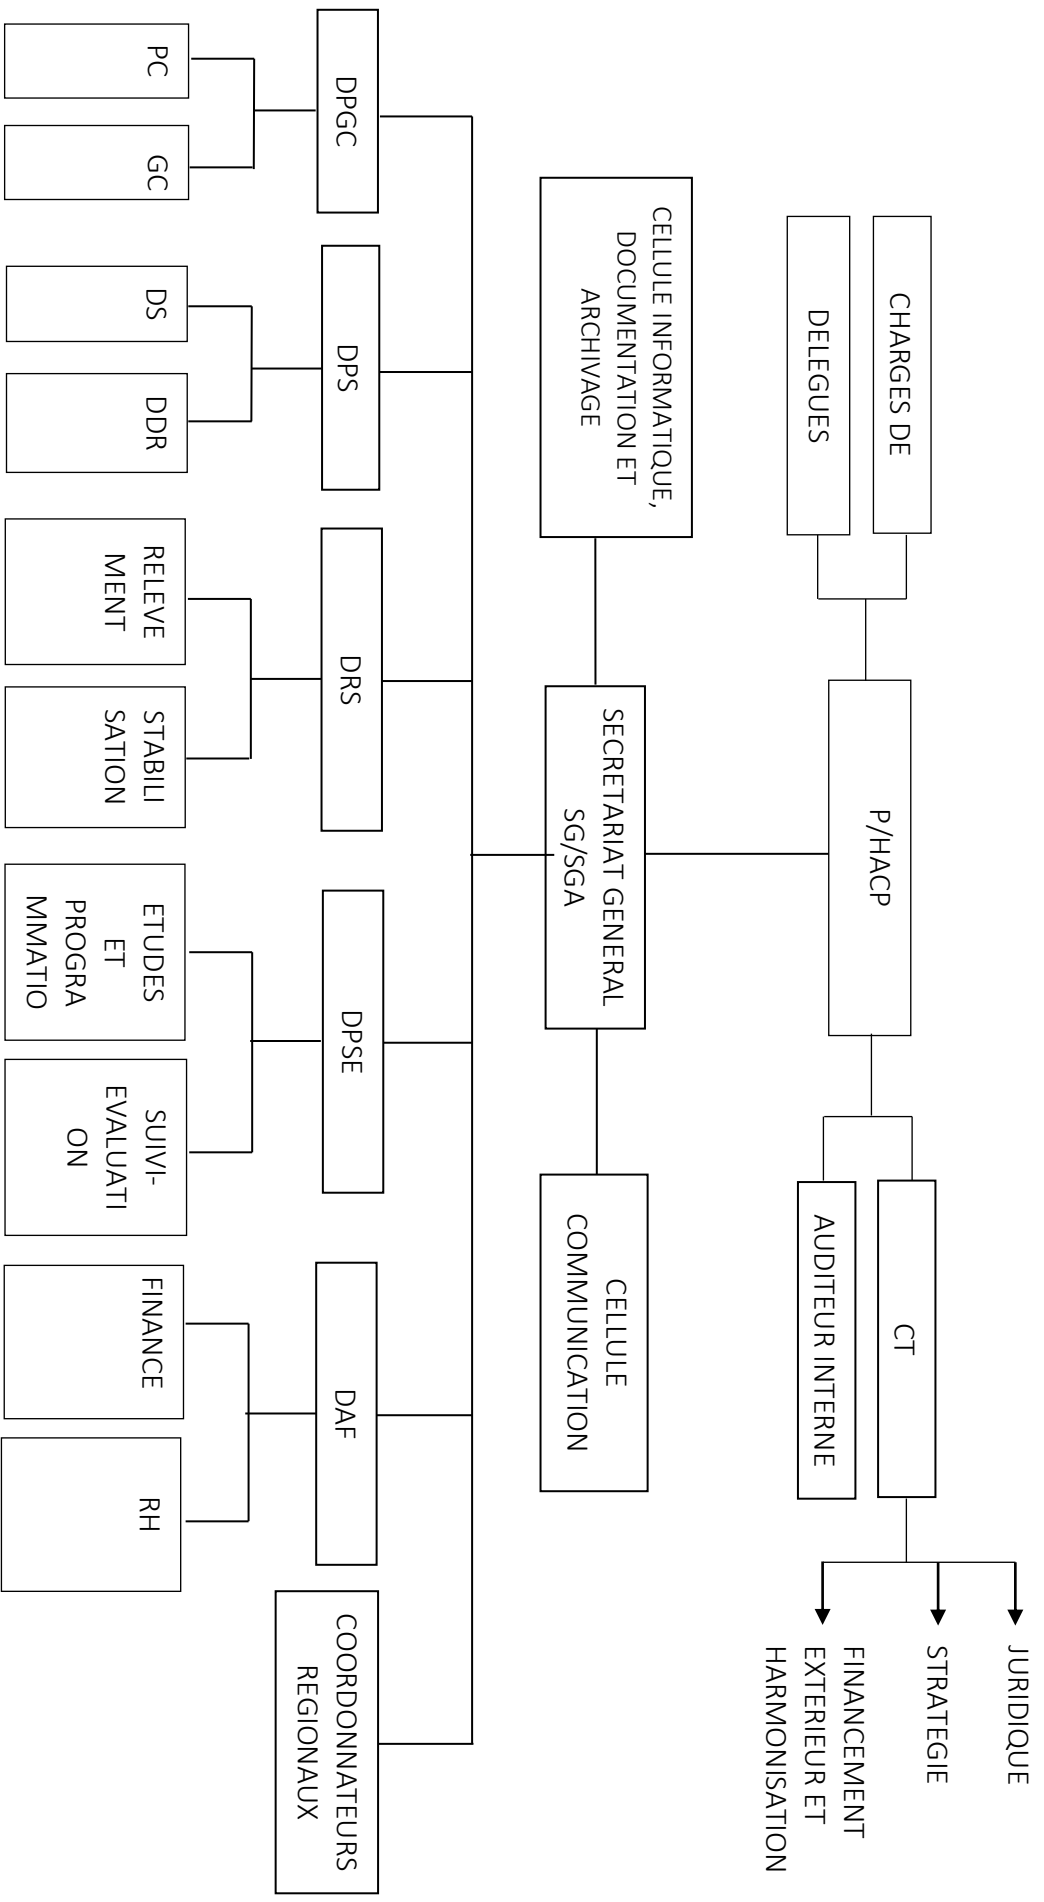 CHARGES DE
DELEGUES
P/HACP
CT
AUDITEUR INTERNE
JURIDIQUE
STRATEGIE
FINANCEMENT
EXTERIEUR ET
HARMONISATION
CELLULE INFORMATIQUE,
DOCUMENTATION ET
ARCHIVAGE
SECRETARIAT GENERAL
SG/SGA
CELLULE
COMMUNICATION
DPGC
DPS
DRS
DPSE
DAF
COORDONNATEURS
REGIONAUX
PC
GC
DS
DDR
RELEVE
MENT
STABILI
SATION
ETUDES
ET
PROGRA
MMATIO
SUIVI-
EVALUATI
ON
FINANCE
RH